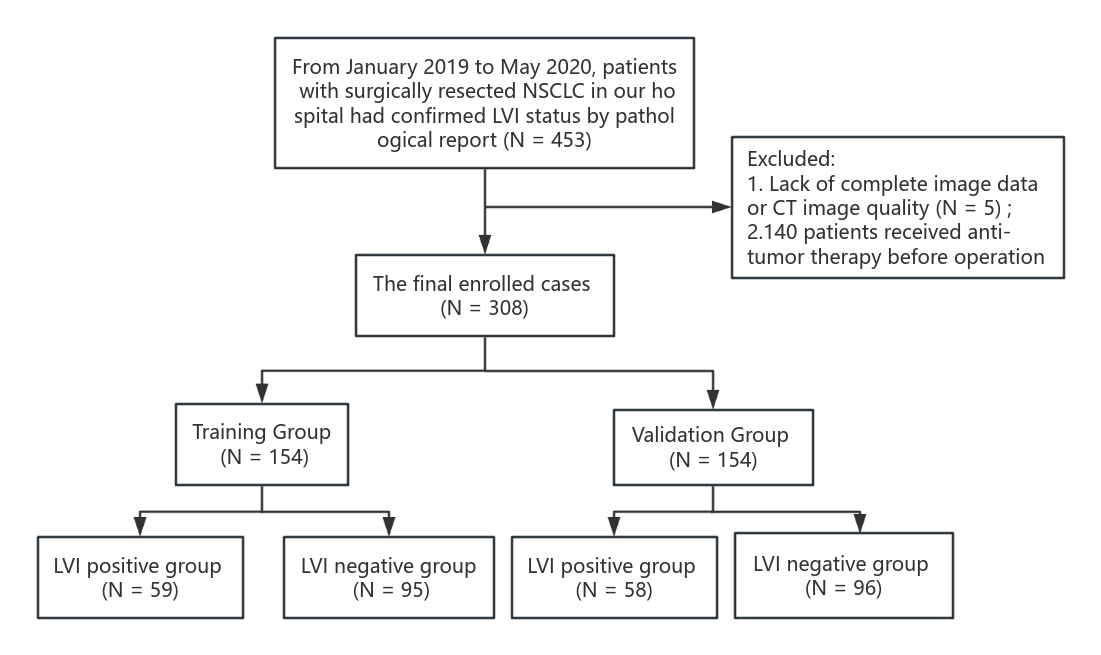 From January 2019 to May 2020, patients
with surgically resected NSCLC in our ho
spital had confirmed LVI status by pathol
ogical report (N = 453)
Excluded:
1. Lack of complete image data
or CT image quality (N = 5) ;
2.140 patients received anti-
tumor therapy before operation
The final enrolled cases
(N = 308)
Training Group
(N = 154)
Validation Group
(N = 154)
LVI positive group
(N = 59)
LVI negative group
(N = 95)
LVI positive group
(N = 58)
LVI negative group
(N = 96)